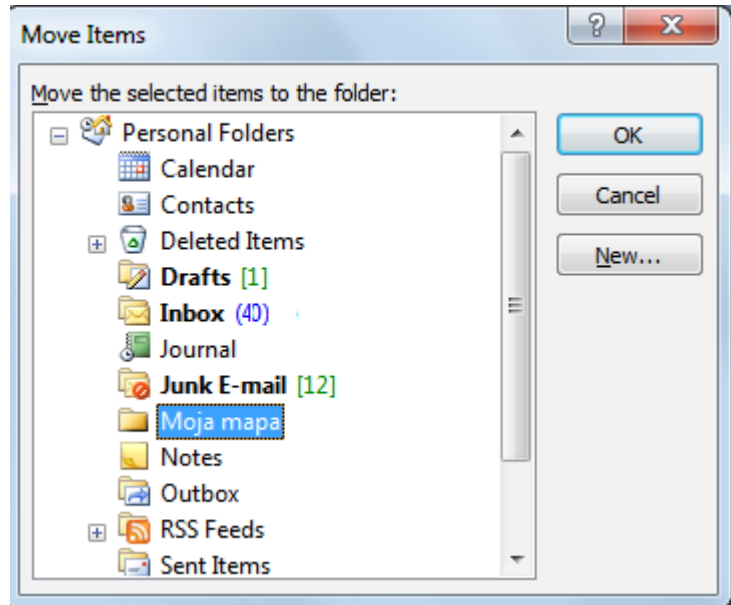 Move Items
Move the selected items to the folder:
Personal Folders
Calendar
Contacts
Deleted Items
Drafts [1]
Inbox (40)
Journal
Junk E-mail [12]
Moja mapa
Notes
Outbox
RSS Feeds
Sent Items
OK
Cancel
New...